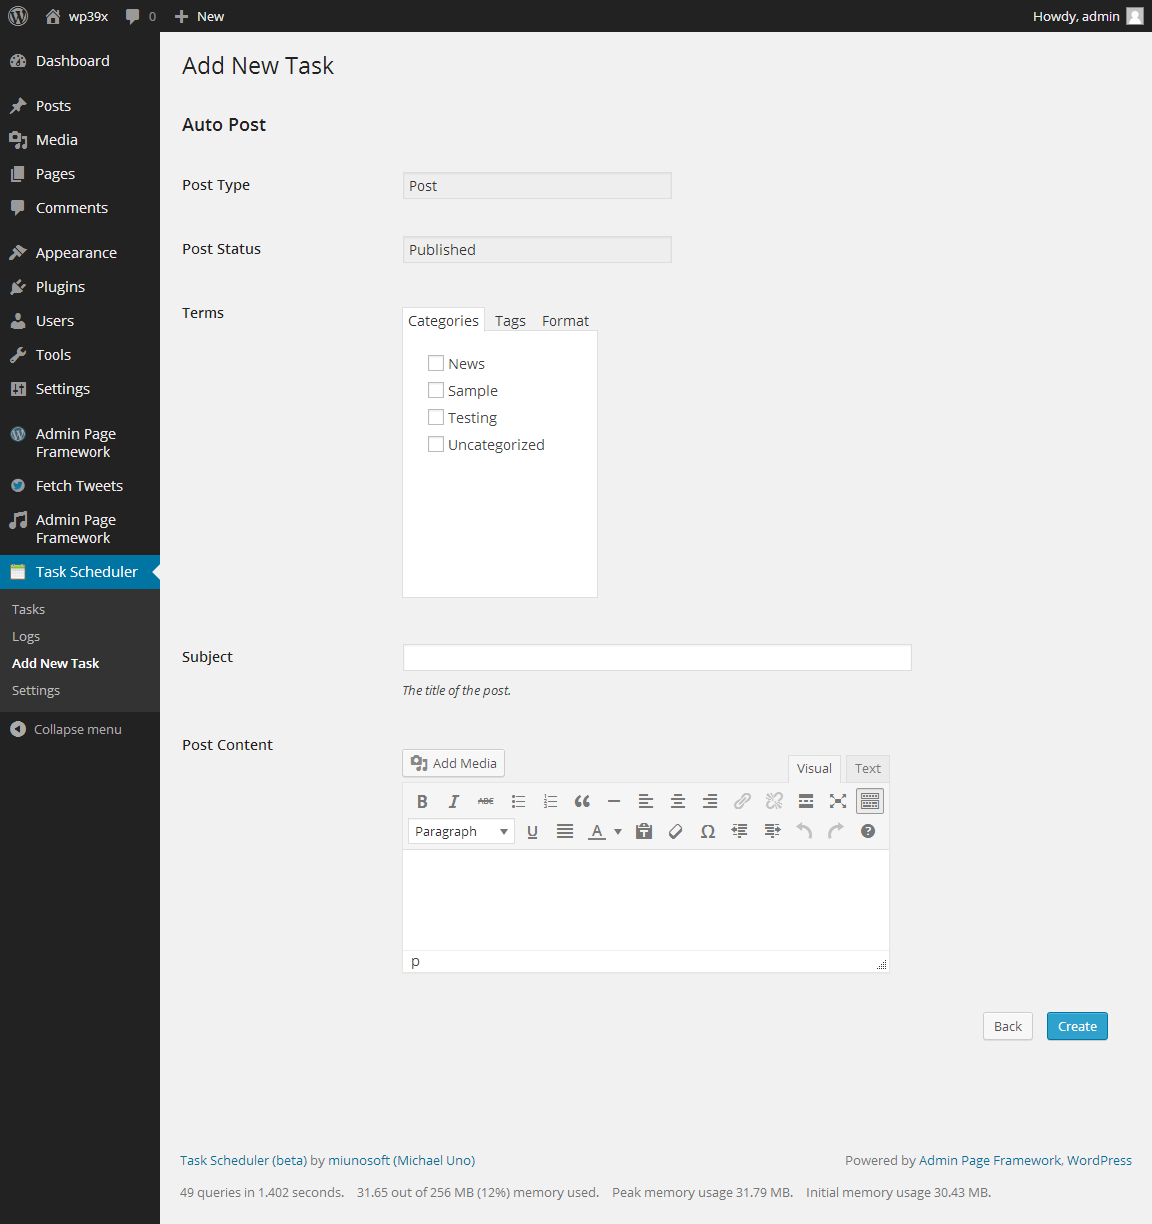 wp39x 0 New Howdy, admin
Dashboard
Posts
Media
Pages
Comments
Appearance
Plugins
Users
Tools
Settings
Admin Page
Framework
Fetch Tweets
Admin Page
Framework
Task Scheduler
Tasks
Logs
Add New Task
Settings
Collapse menu
Add New Task
Auto Post
Post Type Post
Post Status Published
Terms Categories Tags Format
News
Sample
Testing
Uncategorized
Subject
The title of the post.
Post Content
Add Media Visual Text
B I ABC
Paragraph U A Ω ?
p
Back Create
Task Scheduler (beta) by miunosoft (Michael Uno) Powered by Admin Page Framework, WordPress
49 queries in 1.402 seconds. 31.65 out of 256 MB (12%) memory used. Peak memory usage 31.79 MB. Initial memory usage 30.43 MB.